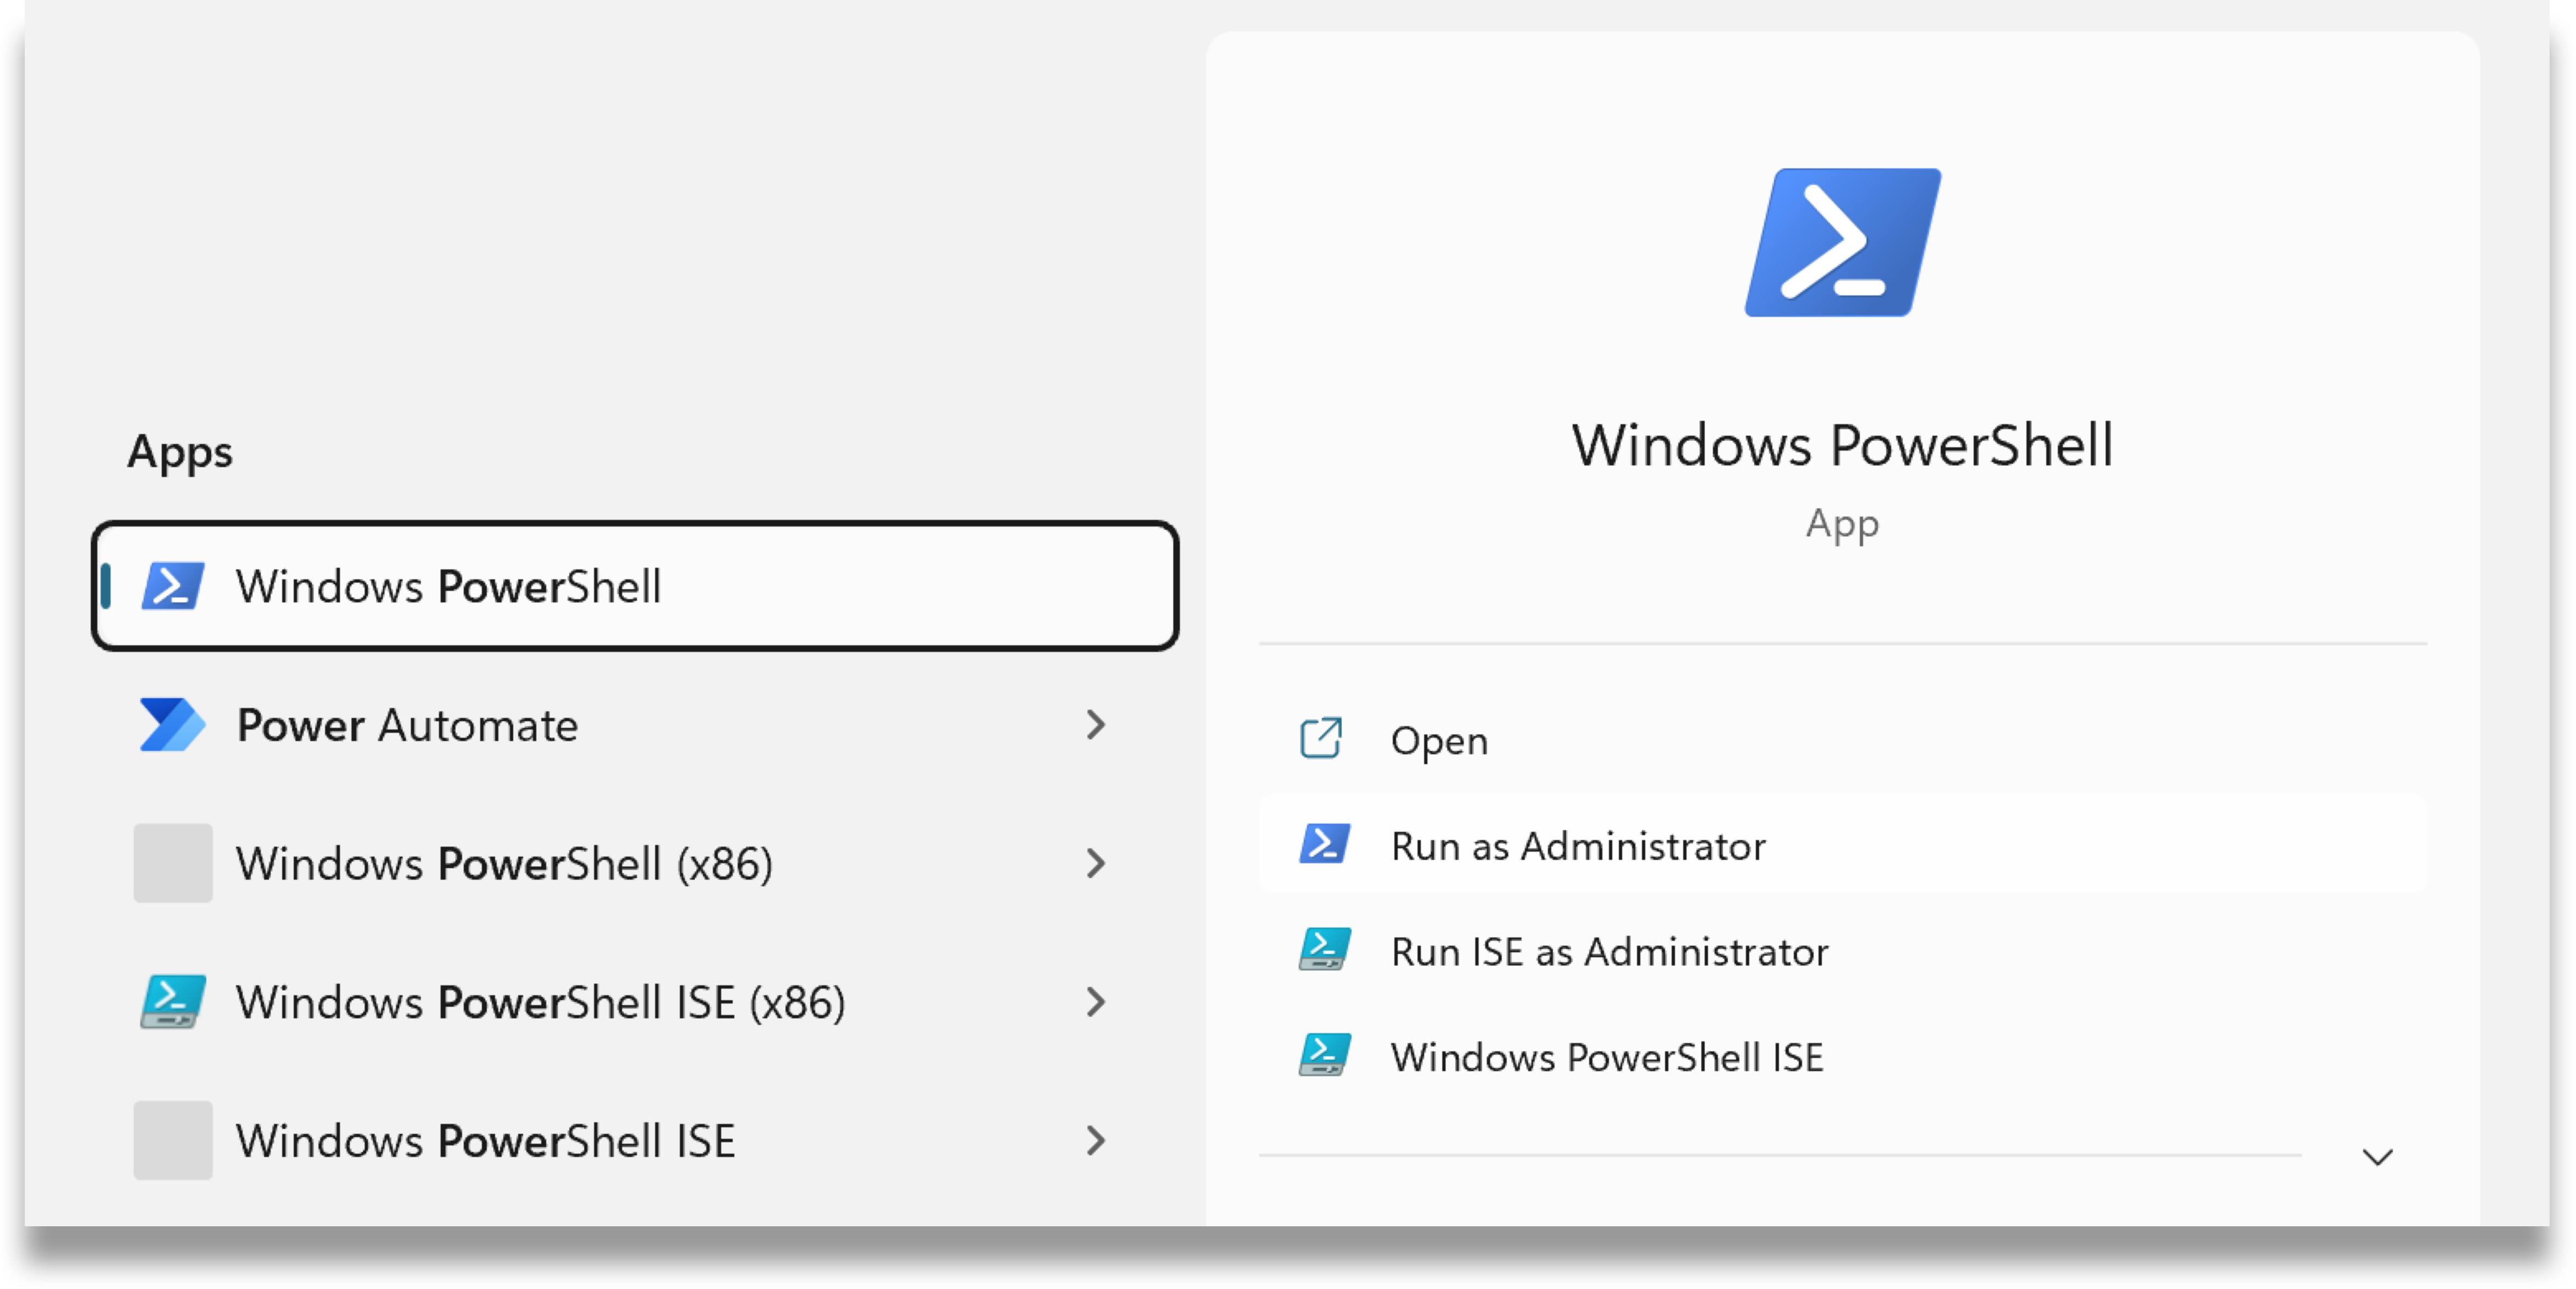 Apps
Windows PowerShell
Power Automate
Windows PowerShell (x86)
Windows PowerShell ISE (x86)
Windows PowerShell ISE
Windows PowerShell
App
Open
Run as Administrator
Run ISE as Administrator
Windows PowerShell ISE